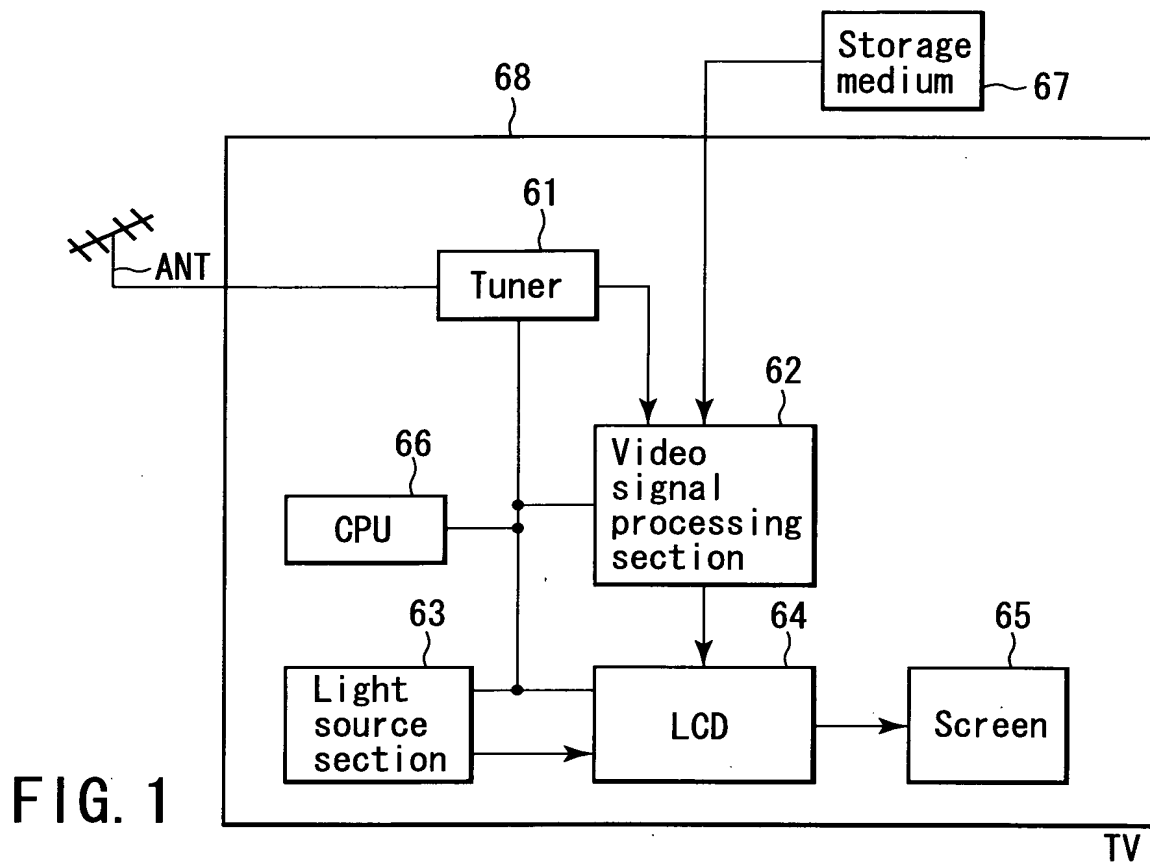 Storage
medium
67
68
61
ANT
Tuner
62
Video
signal
processing
section
66
CPU
63
Light
source
section
64
LCD
65
Screen
FIG. 1
TV